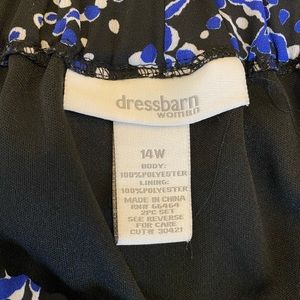 dressbarn
woman
14W
BODY:
100%POLYESTER
LINING:
100%POLYESTER
MADE IN CHINA
RN# 66464
2PC SET
SEE REVERSE
FOR CARE
CUT# 30421